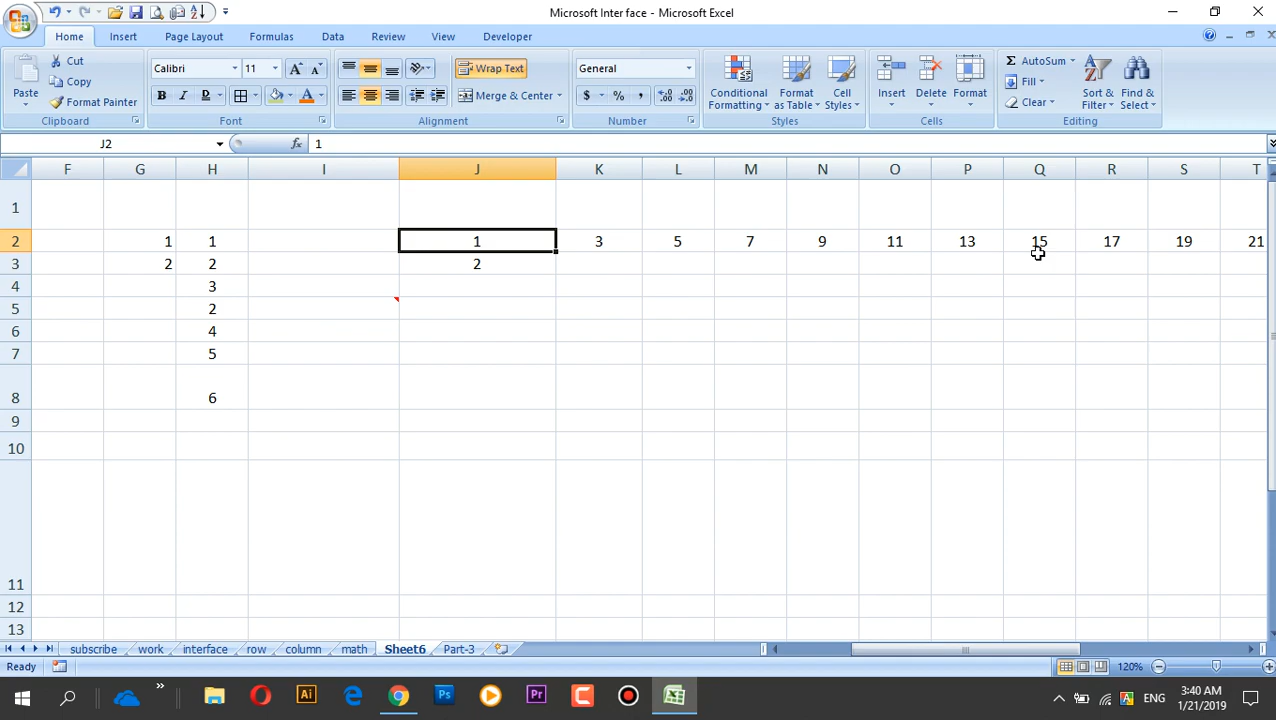 Microsoft Interface - Microsoft Excel
Home Insert Page Layout Formulas Data Review View Developer
Paste
Cut
Copy
Format Painter
Clipboard
Calibri 11
B I U
Font
Wrap Text
Merge & Center
Alignment
General
$ % ,
Number
Conditional Formatting
Format as Table
Cell Styles
Styles
Insert Delete Format
Cells
Σ AutoSum
Fill
Clear
Sort & Filter
Find & Select
Editing
J2 fx 1
F G H I J K L M N O P Q R S T
1
2 1 1 1 3 5 7 9 11 13 15 17 19 21
3 2 2 2
4 3
5 2
6 4
7 5
8 6
9
10
11
12
13
subscribe work interface row column math Sheet6 Part-3
Ready 120%
Ai Ps Pr ENG 3:40 AM
1/21/2019